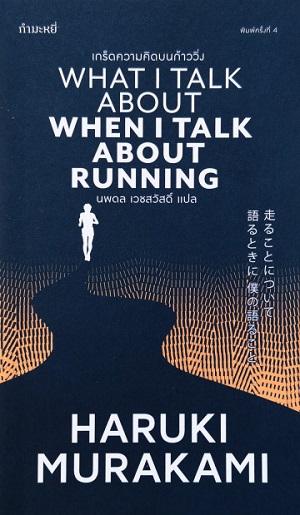 กำมะหยี่
พิมพ์ครั้งที่ 4
เกร็ดความคิดบนก้าววิ่ง
WHAT I TALK
ABOUT
WHEN I TALK
ABOUT
RUNNING
นพดล เวชสวัสดิ์ แปล
走ることについて
語るときに僕の語ること
HARUKI
MURAKAMI